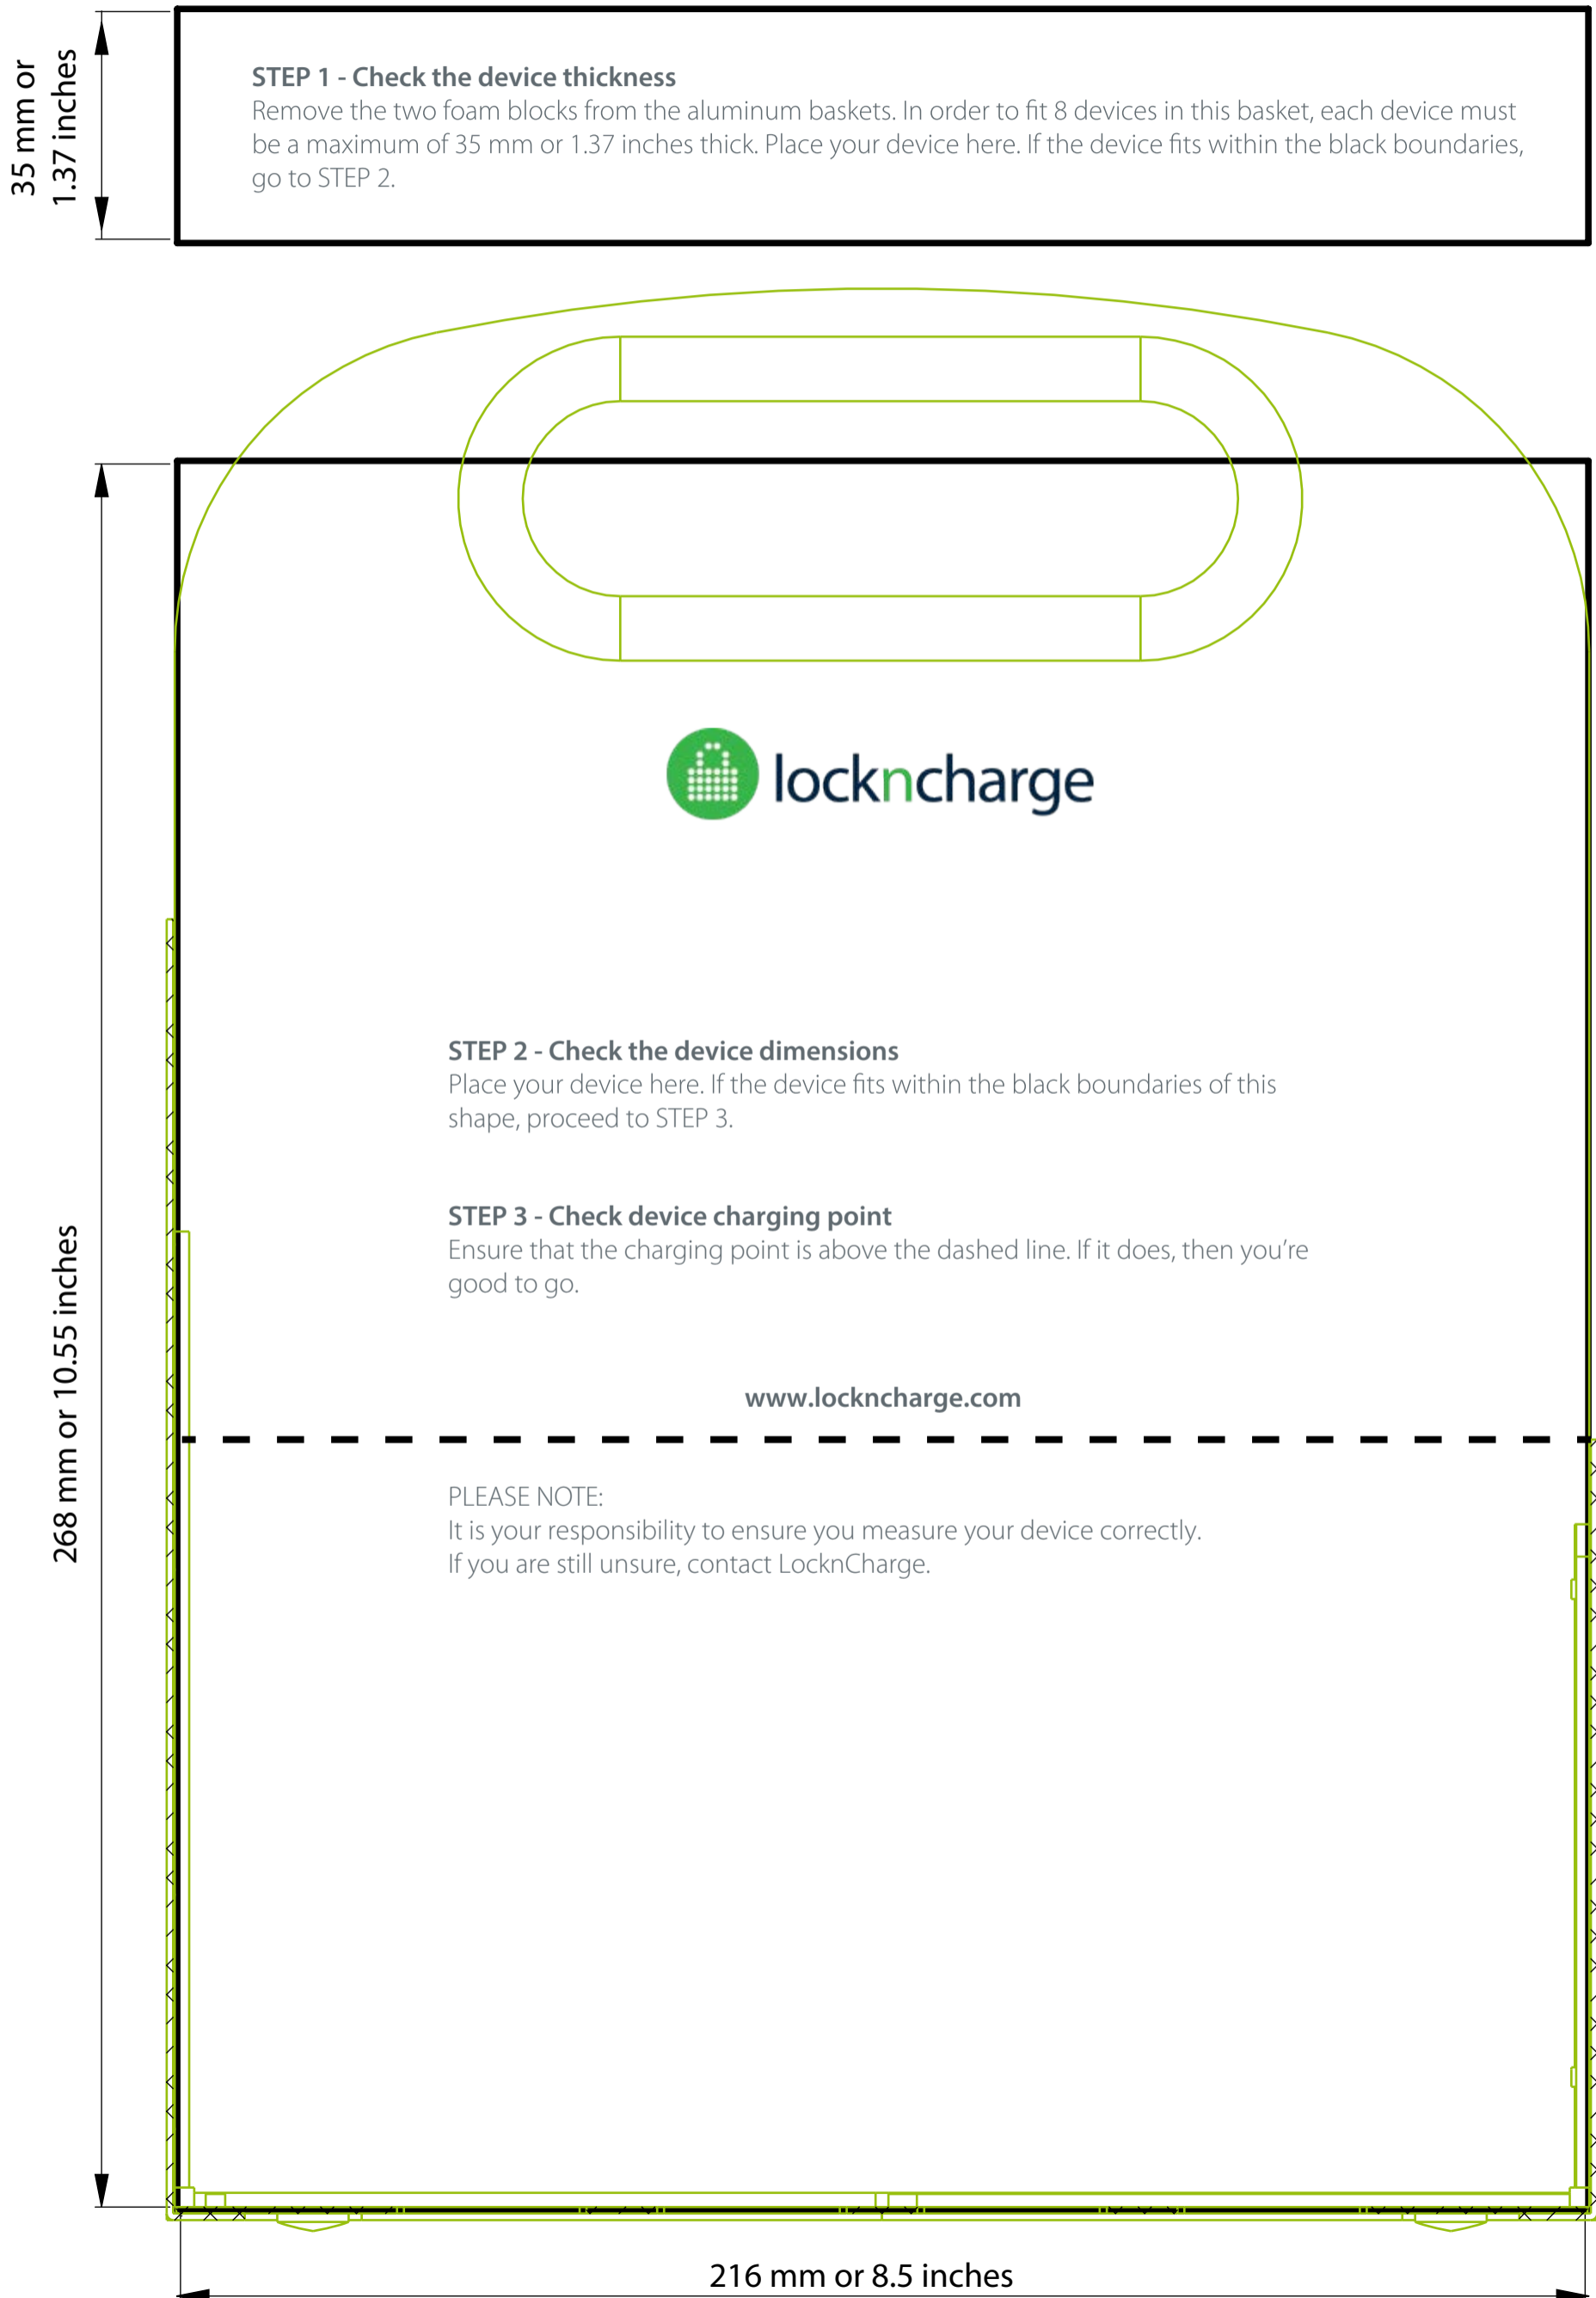 35 mm or
1.37 inches
STEP 1 - Check the device thickness
Remove the two foam blocks from the aluminum baskets. In order to fit 8 devices in this basket, each device must
be a maximum of 35 mm or 1.37 inches thick. Place your device here. If the device fits within the black boundaries,
go to STEP 2.
lockncharge
STEP 2 - Check the device dimensions
Place your device here. If the device fits within the black boundaries of this
shape, proceed to STEP 3.
STEP 3 - Check device charging point
Ensure that the charging point is above the dashed line. If it does, then you’re
good to go.
www.lockncharge.com
268 mm or 10.55 inches
PLEASE NOTE:
It is your responsibility to ensure you measure your device correctly.
If you are still unsure, contact LocknCharge.
216 mm or 8.5 inches